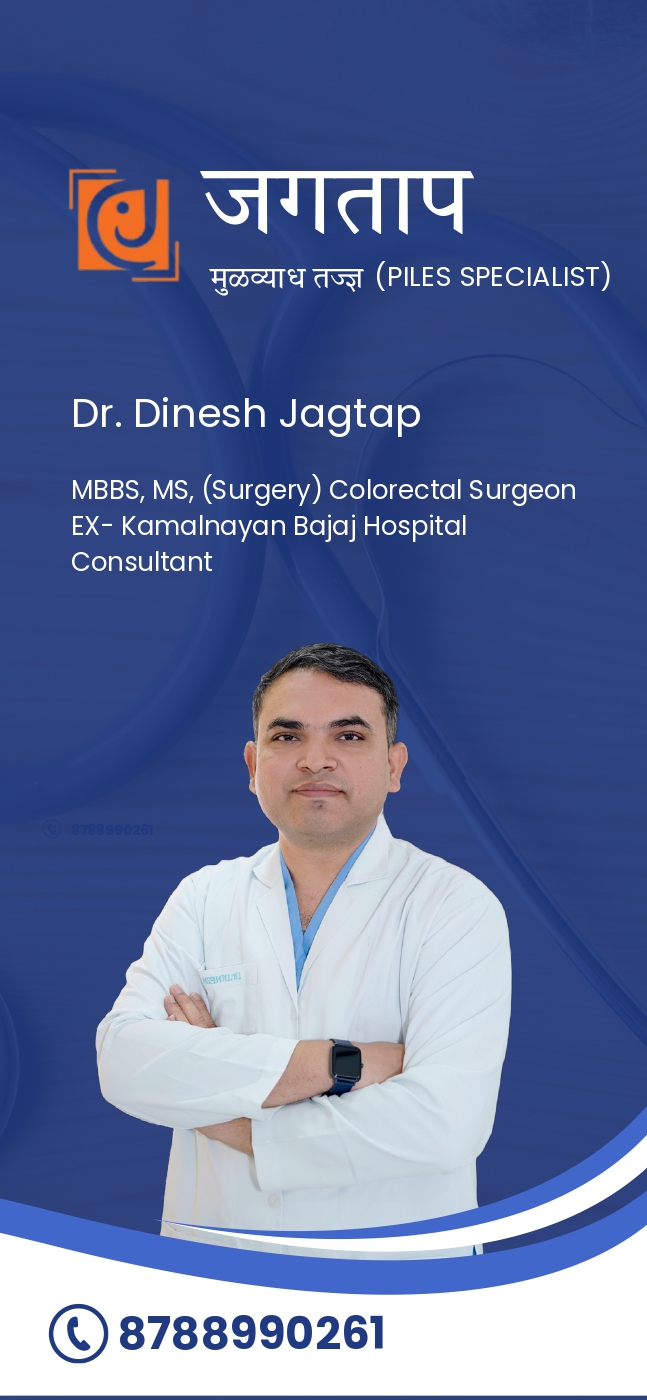 जगताप
मुळव्याध तज्ज्ञ (PILES SPECIALIST)
Dr. Dinesh Jagtap
MBBS, MS, (Surgery) Colorectal Surgeon
EX- Kamalnayan Bajaj Hospital
Consultant
8788990261
8788990261